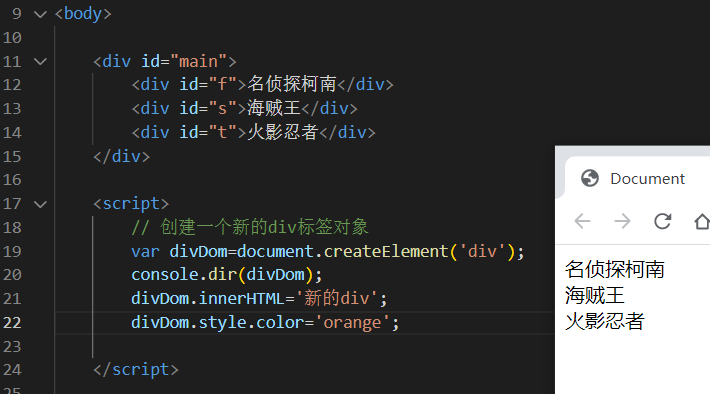 9 <body>
10
11 <div id="main">
12 <div id="f">名侦探柯南</div>
13 <div id="s">海贼王</div>
14 <div id="t">火影忍者</div>
15 </div>
16
17 <script>
18 // 创建一个新的div标签对象
19 var divDom=document.createElement('div');
20 console.dir(divDom);
21 divDom.innerHTML='新的div';
22 divDom.style.color='orange';
23
24 </script>
25
Document
名侦探柯南
海贼王
火影忍者